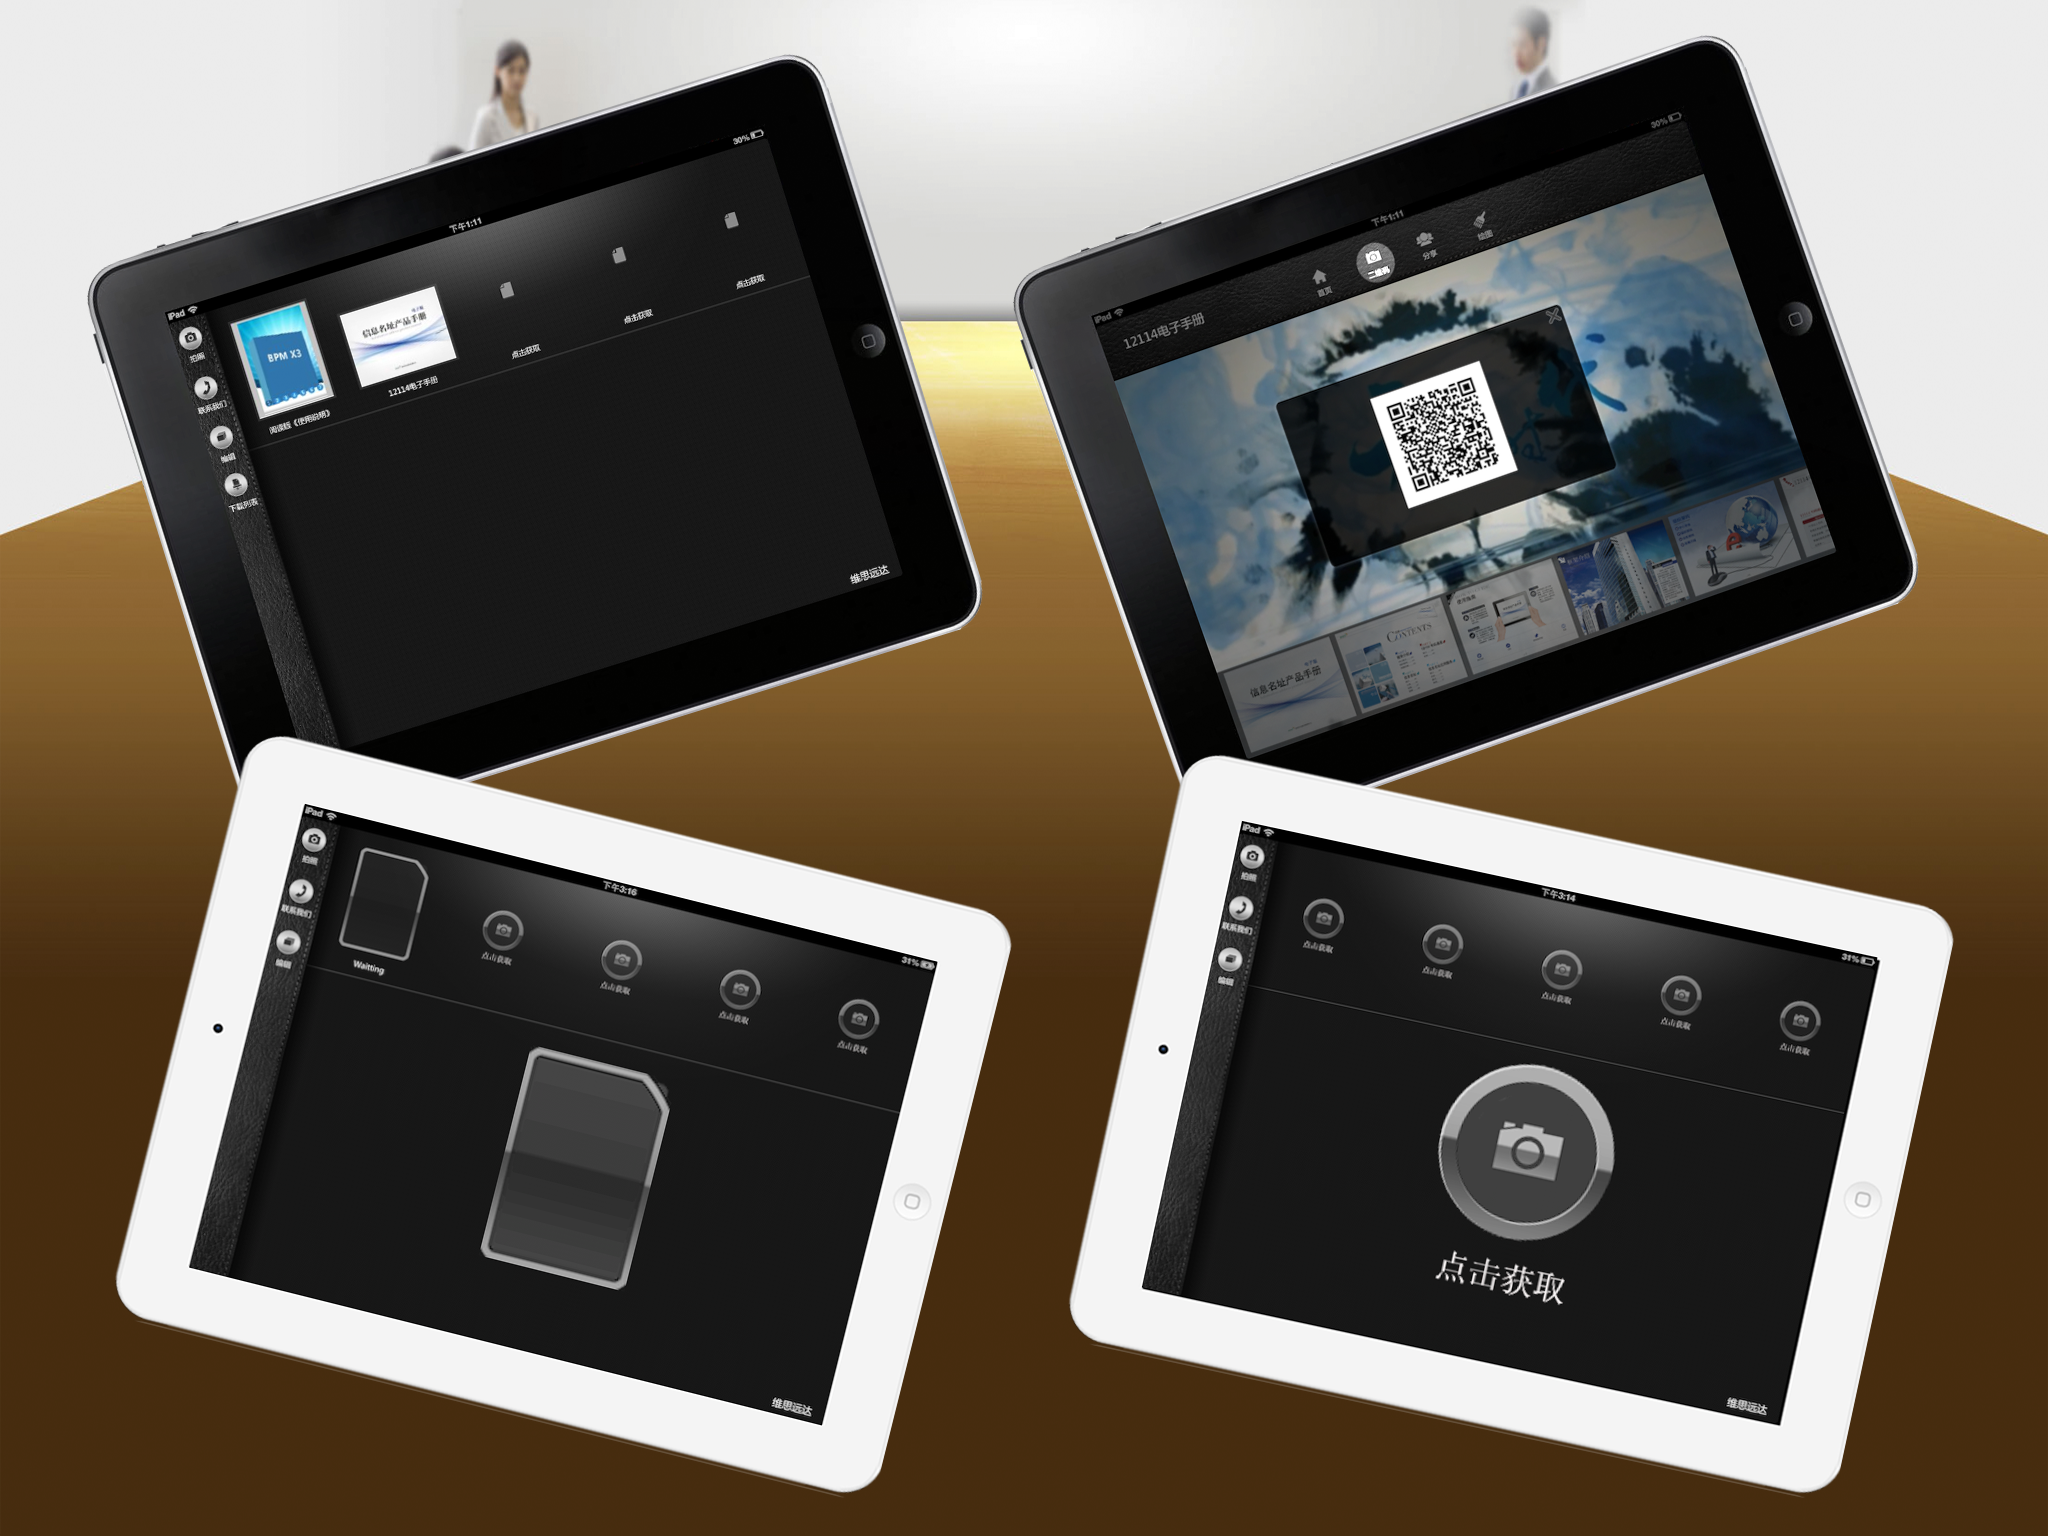 30%
下午1:11
iPad
拍照
联系我们
编辑
下载列表
BPM X3
阅读版《使用说明》
电子版
信息名址产品手册
12114电子手册
点击获取
点击获取
点击获取
维思远达
30%
下午1:11
iPad
12114电子手册
首页
二维码
分享
绘图
信息名址产品手册
CONTENTS
iPad
下午3:16
31%
拍照
联系我们
编辑
Waitting
点击获取
点击获取
点击获取
点击获取
维思远达
iPad
下午3:14
31%
拍照
联系我们
编辑
点击获取
点击获取
点击获取
点击获取
点击获取
点击获取
维思远达